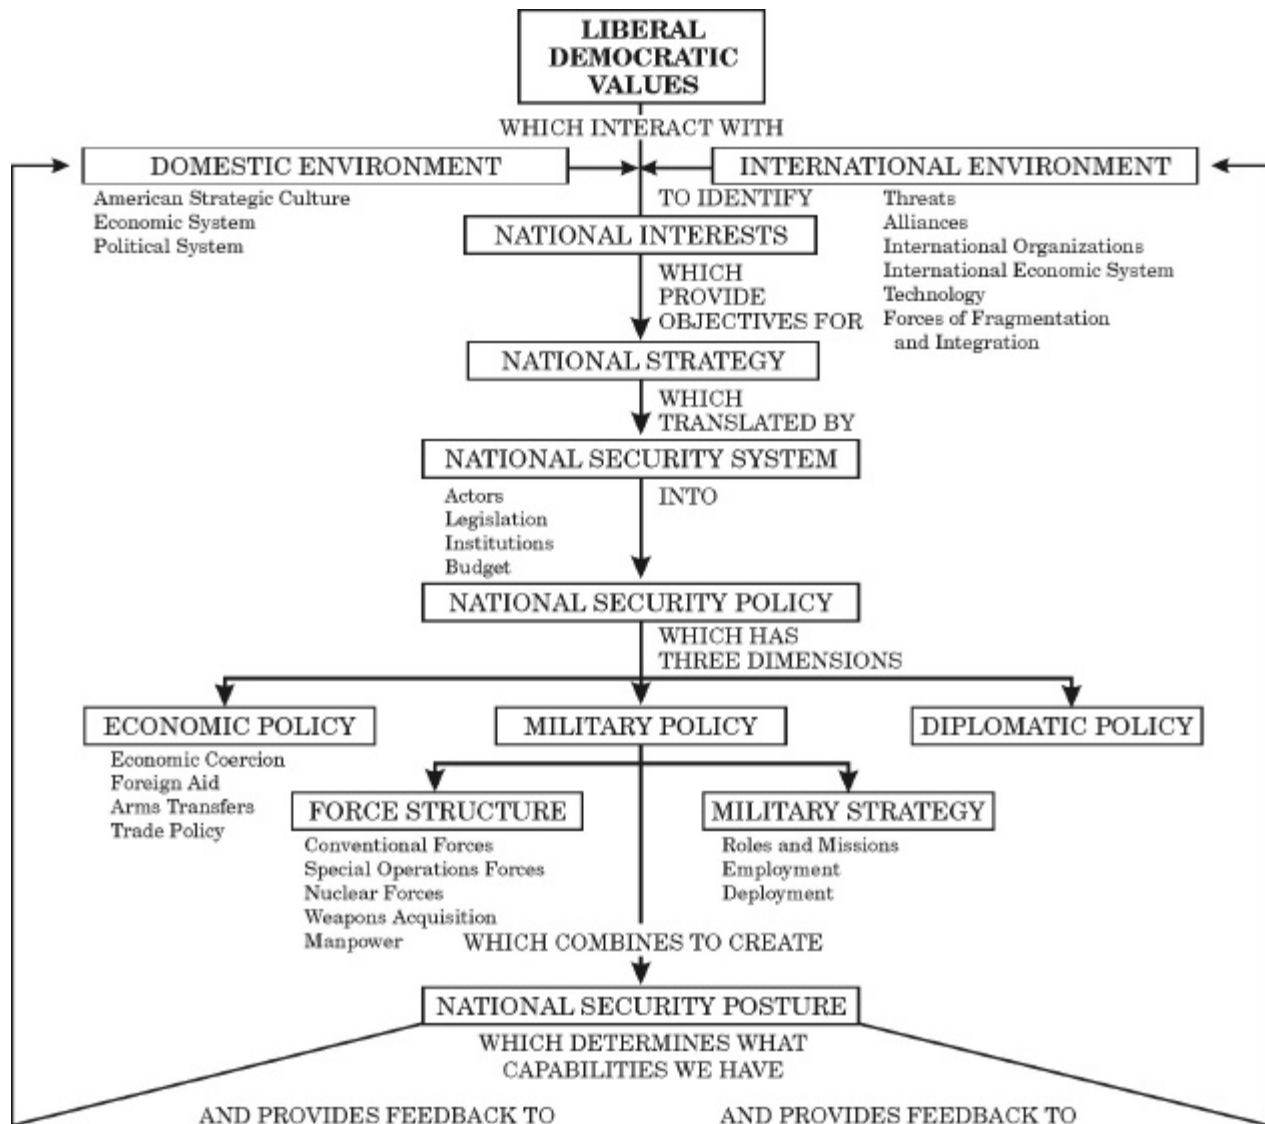 LIBERAL
DEMOCRATIC
VALUES
WHICH INTERACT WITH
DOMESTIC ENVIRONMENT
American Strategic Culture
Economic System
Political System
INTERNATIONAL ENVIRONMENT
Threats
Alliances
International Organizations
International Economic System
Technology
Forces of Fragmentation
and Integration
TO IDENTIFY
NATIONAL INTERESTS
WHICH
PROVIDE
OBJECTIVES FOR
NATIONAL STRATEGY
WHICH
TRANSLATED BY
NATIONAL SECURITY SYSTEM
Actors
Legislation
Institutions
Budget
INTO
NATIONAL SECURITY POLICY
WHICH HAS
THREE DIMENSIONS
ECONOMIC POLICY
Economic Coercion
Foreign Aid
Arms Transfers
Trade Policy
MILITARY POLICY
DIPLOMATIC POLICY
FORCE STRUCTURE
Conventional Forces
Special Operations Forces
Nuclear Forces
Weapons Acquisition
Manpower
MILITARY STRATEGY
Roles and Missions
Employment
Deployment
WHICH COMBINES TO CREATE
NATIONAL SECURITY POSTURE
WHICH DETERMINES WHAT
CAPABILITIES WE HAVE
AND PROVIDES FEEDBACK TO
AND PROVIDES FEEDBACK TO